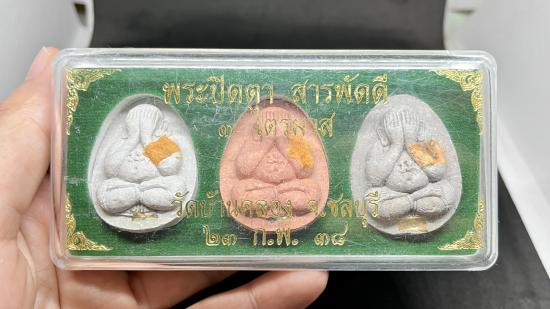 พระปิดตา สารพัดดี
๓ ไตรมาส
วัดบ้านคลอง จ.ชลบุรี
๒๓ ก.พ. ๓๘